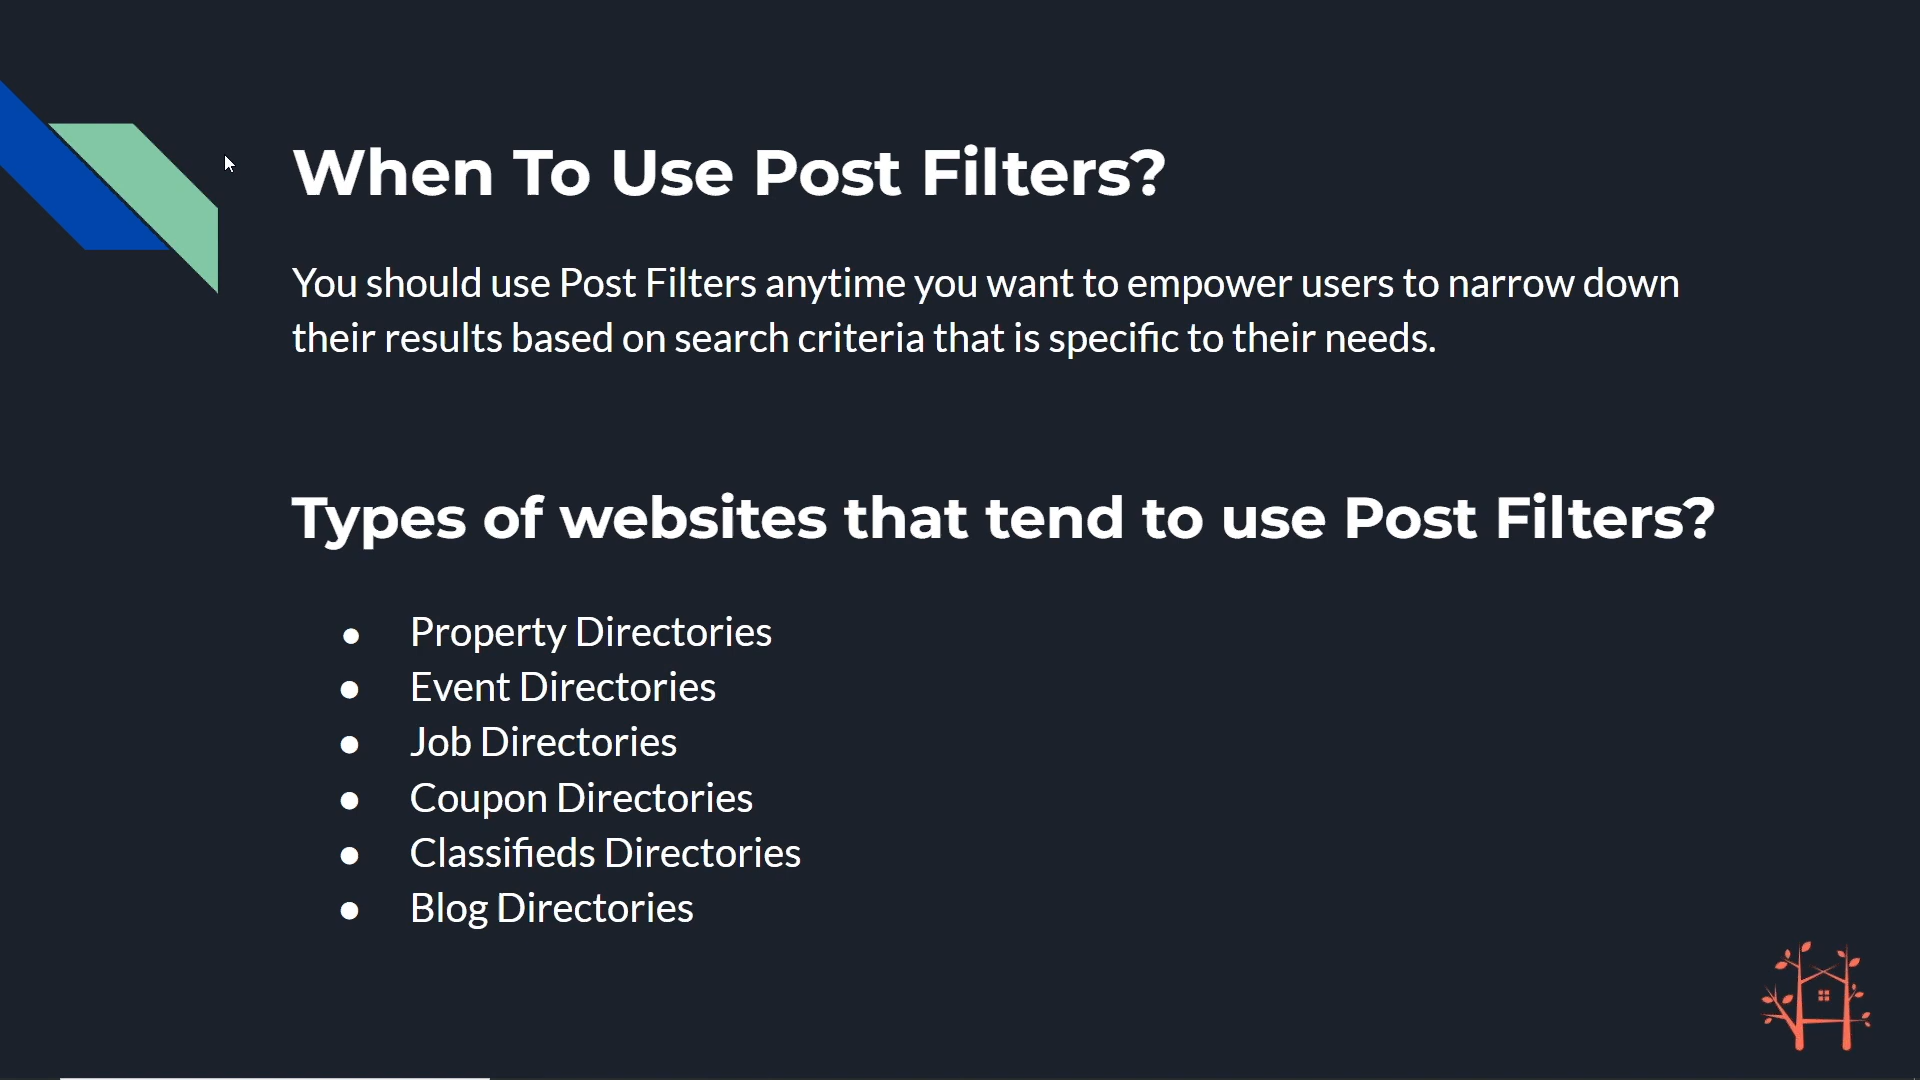 When To Use Post Filters?
You should use Post Filters anytime you want to empower users to narrow down
their results based on search criteria that is specific to their needs.
Types of websites that tend to use Post Filters?
● Property Directories
● Event Directories
● Job Directories
● Coupon Directories
● Classifieds Directories
● Blog Directories